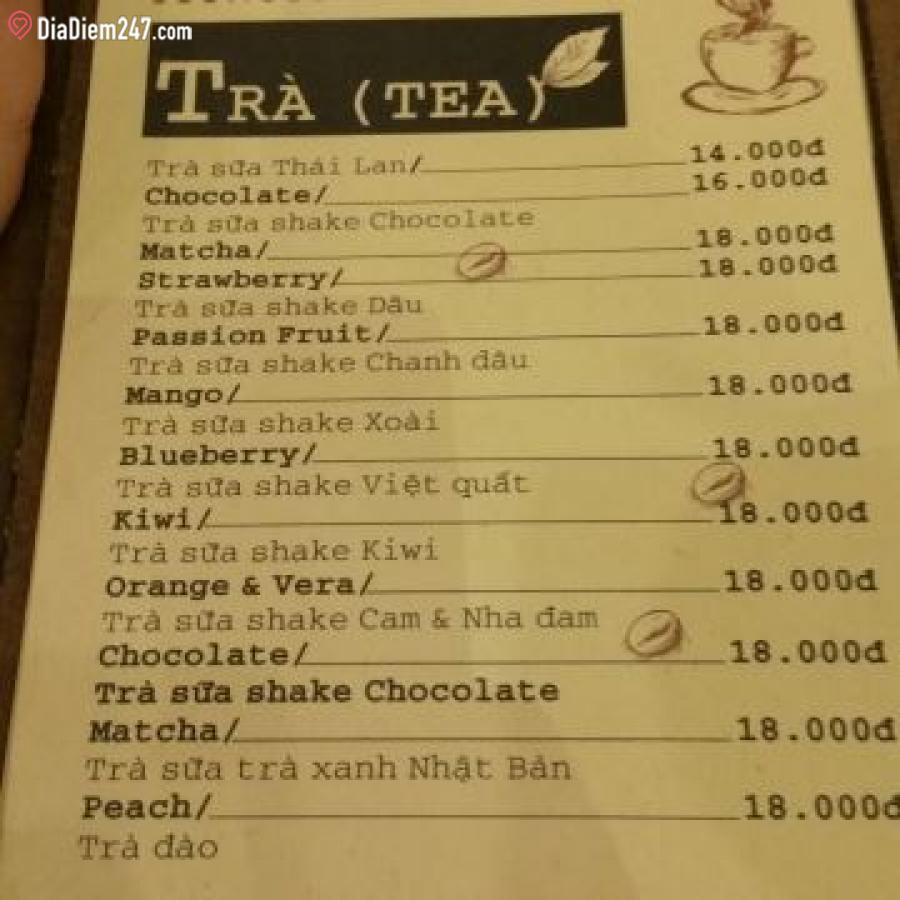 DiaDiem247.com
TRÀ (TEA)
Trà sữa Thái Lan/ 14.000đ
Chocolate/ 16.000đ
Trà sữa shake Chocolate
Matcha/ 18.000đ
Strawberry/ 18.000đ
Trà sữa shake Dâu
Passion Fruit/ 18.000đ
Trà sữa shake Chanh dâu
Mango/ 18.000đ
Trà sữa shake Xoài
Blueberry/ 18.000đ
Trà sữa shake Việt quất
Kiwi/ 18.000đ
Trà sữa shake Kiwi
Orange & Vera/ 18.000đ
Trà sữa shake Cam & Nha đam
Chocolate/ 18.000đ
Trà sữa shake Chocolate
Matcha/ 18.000đ
Trà sữa trà xanh Nhật Bản
Peach/ 18.000đ
Trà đào